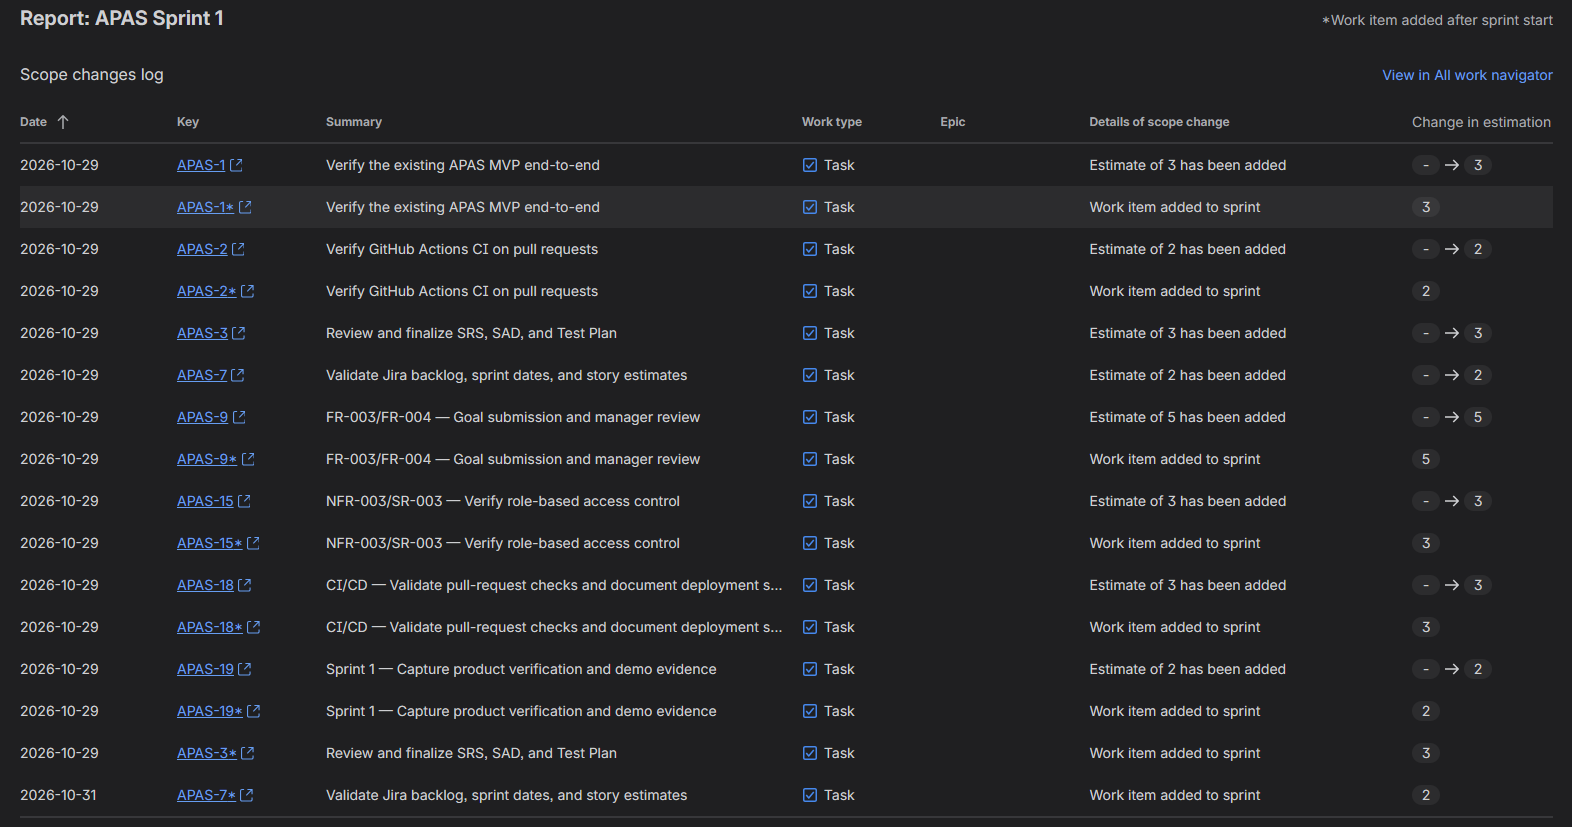 Report: APAS Sprint 1
*Work item added after sprint start
Scope changes log
View in All work navigator
Date Key Summary Work type Epic Details of scope change Change in estimation
2026-10-29 APAS-1 Verify the existing APAS MVP end-to-end Task Estimate of 3 has been added - → 3
2026-10-29 APAS-1* Verify the existing APAS MVP end-to-end Task Work item added to sprint 3
2026-10-29 APAS-2 Verify GitHub Actions CI on pull requests Task Estimate of 2 has been added - → 2
2026-10-29 APAS-2* Verify GitHub Actions CI on pull requests Task Work item added to sprint 2
2026-10-29 APAS-3 Review and finalize SRS, SAD, and Test Plan Task Estimate of 3 has been added - → 3
2026-10-29 APAS-7 Validate Jira backlog, sprint dates, and story estimates Task Estimate of 2 has been added - → 2
2026-10-29 APAS-9 FR-003/FR-004 — Goal submission and manager review Task Estimate of 5 has been added - → 5
2026-10-29 APAS-9* FR-003/FR-004 — Goal submission and manager review Task Work item added to sprint 5
2026-10-29 APAS-15 NFR-003/SR-003 — Verify role-based access control Task Estimate of 3 has been added - → 3
2026-10-29 APAS-15* NFR-003/SR-003 — Verify role-based access control Task Work item added to sprint 3
2026-10-29 APAS-18 CI/CD — Validate pull-request checks and document deployment s... Task Estimate of 3 has been added - → 3
2026-10-29 APAS-18* CI/CD — Validate pull-request checks and document deployment s... Task Work item added to sprint 3
2026-10-29 APAS-19 Sprint 1 — Capture product verification and demo evidence Task Estimate of 2 has been added - → 2
2026-10-29 APAS-19* Sprint 1 — Capture product verification and demo evidence Task Work item added to sprint 2
2026-10-29 APAS-3* Review and finalize SRS, SAD, and Test Plan Task Work item added to sprint 3
2026-10-31 APAS-7* Validate Jira backlog, sprint dates, and story estimates Task Work item added to sprint 2